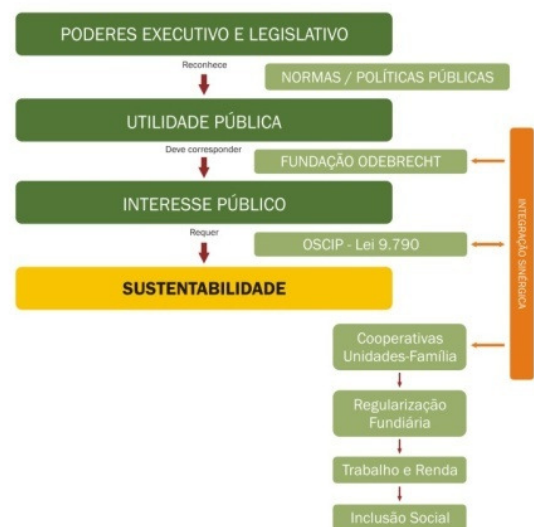 PODERES EXECUTIVO E LEGISLATIVO
Reconhece
NORMAS / POLÍTICAS PÚBLICAS
UTILIDADE PÚBLICA
Deve corresponder
FUNDAÇÃO ODEBRECHT
INTERESSE PÚBLICO
Requer
OSCIP - Lei 9.790
SUSTENTABILIDADE
INTEGRAÇÃO SINÉRGICA
Cooperativas
Unidades-Família
Regularização
Fundiária
Trabalho e Renda
Inclusão Social